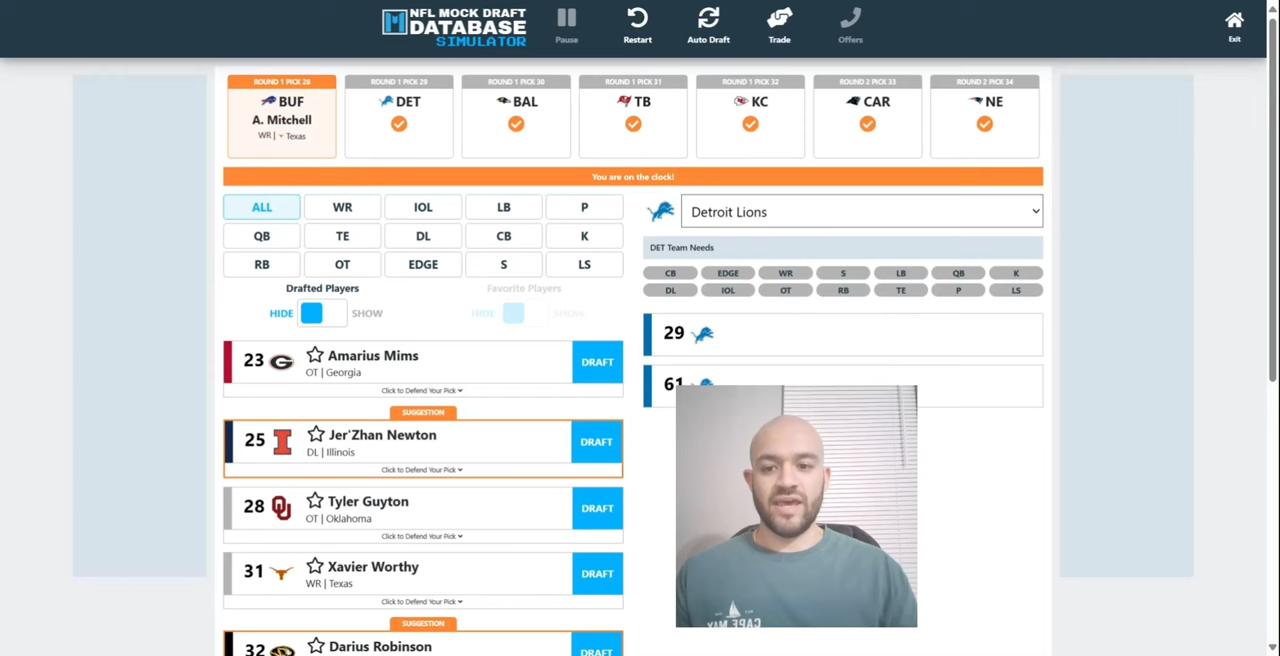 NFL MOCK DRAFT
DATABASE
SIMULATOR
Pause
Restart
Auto Draft
Trade
Offers
Exit
ROUND 1 PICK 28
BUF
A. Mitchell
WR | Texas
ROUND 1 PICK 29
DET
ROUND 1 PICK 30
BAL
ROUND 1 PICK 31
TB
ROUND 1 PICK 32
KC
ROUND 2 PICK 33
CAR
ROUND 2 PICK 34
NE
You are on the clock!
ALL WR IOL LB P
QB TE DL CB K
RB OT EDGE S LS
Drafted Players
HIDE SHOW
Favorite Players
HIDE SHOW
23 Amarius Mims
OT | Georgia
DRAFT
Click to Defend Your Pick
SUGGESTION
25 Jer'Zhan Newton
DL | Illinois
DRAFT
Click to Defend Your Pick
28 Tyler Guyton
OT | Oklahoma
DRAFT
Click to Defend Your Pick
31 Xavier Worthy
WR | Texas
DRAFT
Click to Defend Your Pick
SUGGESTION
32 Darius Robinson
DRAFT
Detroit Lions
DET Team Needs
CB EDGE WR S LB QB K
DL IOL OT RB TE P LS
29
61
CAPE MAY